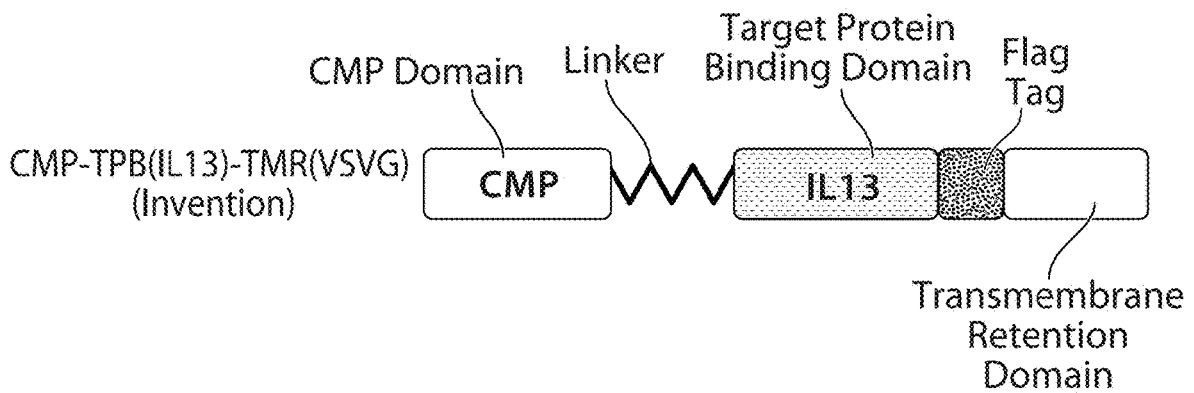 Target Protein
Binding Domain
Flag
Tag
CMP Domain
Linker
CMP-TPB(IL13)-TMR(VSVG)
(Invention)
CMP
IL13
Transmembrane
Retention
Domain